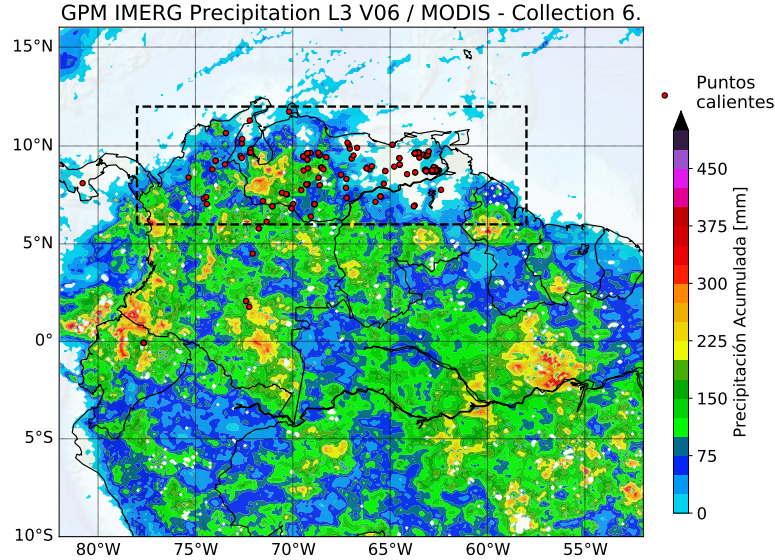 GPM IMERG Precipitation L3 V06 / MODIS - Collection 6.
15°N
10°N
5°N
0°
5°S
10°S
80°W
75°W
70°W
65°W
60°W
55°W
Puntos
calientes
450
375
300
225
150
75
0
Precipitación Acumulada [mm]